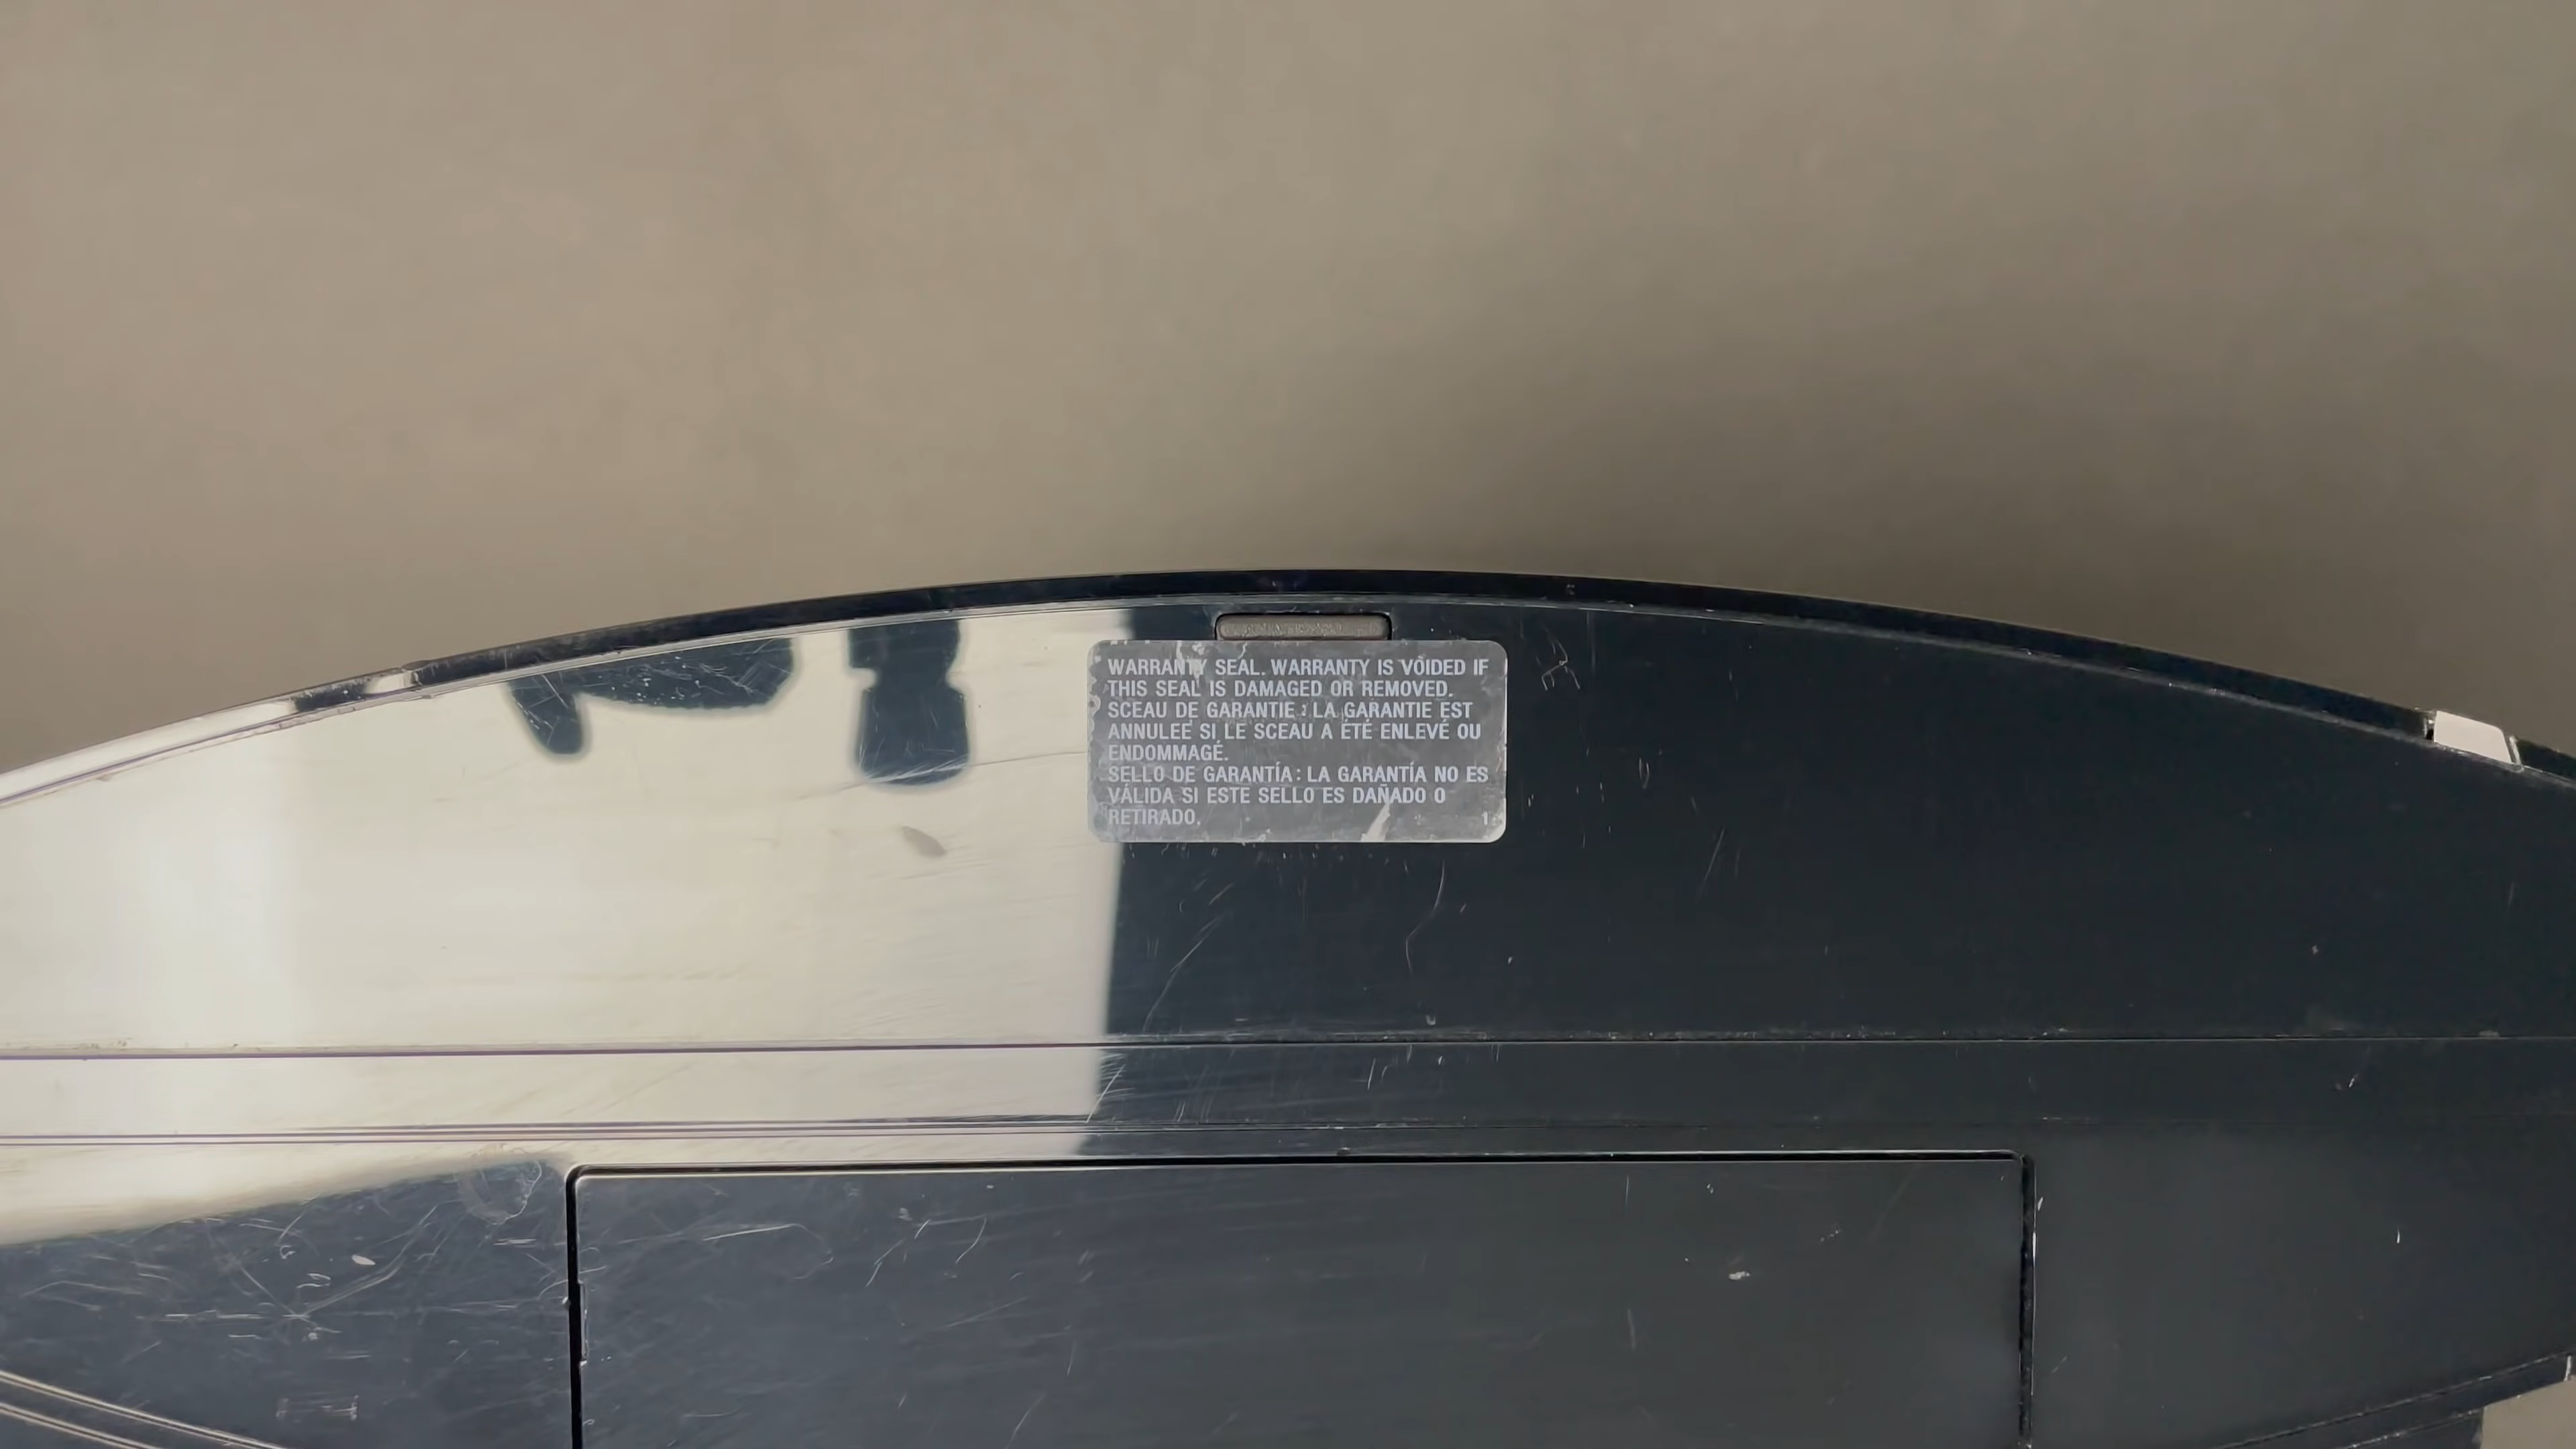 WARRANTY SEAL. WARRANTY IS VOIDED IF
THIS SEAL IS DAMAGED OR REMOVED.
SCEAU DE GARANTIE : LA GARANTIE EST
ANNULEE SI LE SCEAU A ÉTÉ ENLEVÉ OU
ENDOMMAGÉ.
SELLO DE GARANTÍA : LA GARANTÍA NO ES
VÁLIDA SI ESTE SELLO ES DAÑADO O
RETIRADO. 1